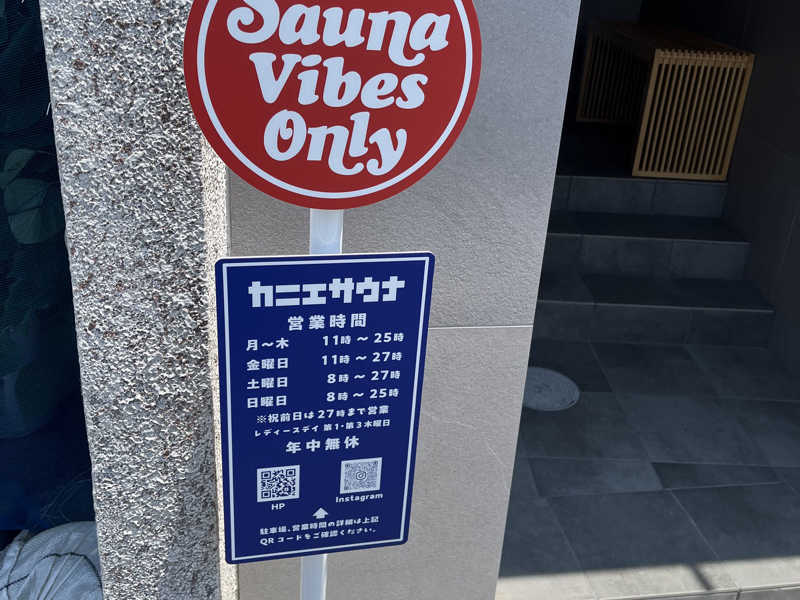 Sauna
Vibes
Only
カニエサウナ
営業時間
月〜木 11時 〜 25時
金曜日 11時 〜 27時
土曜日 8時 〜 27時
日曜日 8時 〜 25時
※祝前日は27時まで営業
レディースデイ 第1・第3木曜日
年中無休
HP Instagram
駐車場、営業時間の詳細は上記
QRコードをご確認ください。